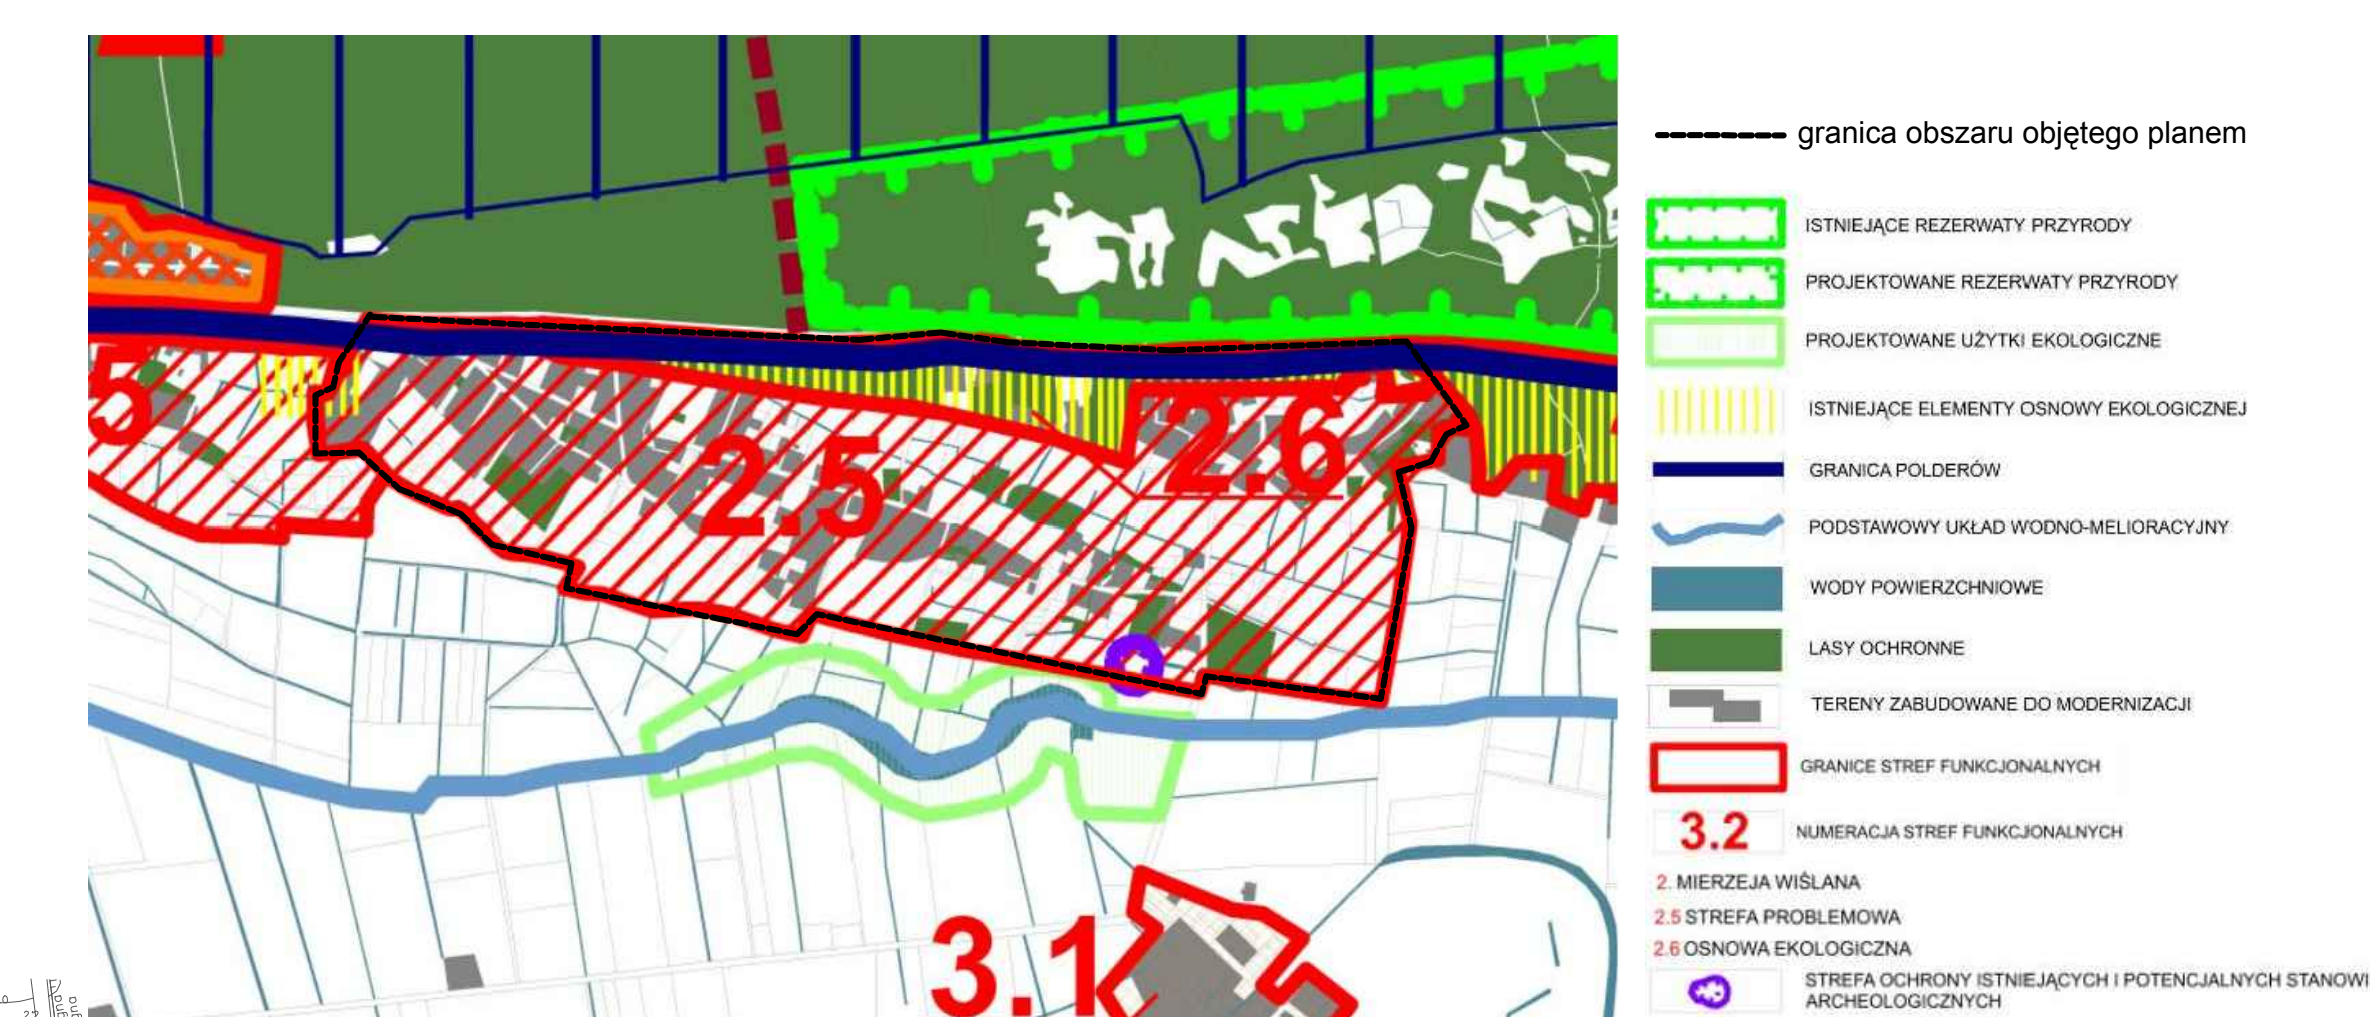 5
2.5
2.6
3.1
granica obszaru objętego planem
ISTNIEJĄCE REZERWATY PRZYRODY
PROJEKTOWANE REZERWATY PRZYRODY
PROJEKTOWANE UŻYTKI EKOLOGICZNE
ISTNIEJĄCE ELEMENTY OSNOWY EKOLOGICZNEJ
GRANICA POLDERÓW
PODSTAWOWY UKŁAD WODNO-MELIORACYJNY
WODY POWIERZCHNIOWE
LASY OCHRONNE
TERENY ZABUDOWANE DO MODERNIZACJI
GRANICE STREF FUNKCJONALNYCH
3.2 NUMERACJA STREF FUNKCJONALNYCH
2. MIERZEJA WIŚLANA
2.5 STREFA PROBLEMOWA
2.6 OSNOWA EKOLOGICZNA
STREFA OCHRONY ISTNIEJĄCYCH I POTENCJALNYCH STANOWI
ARCHEOLOGICZNYCH